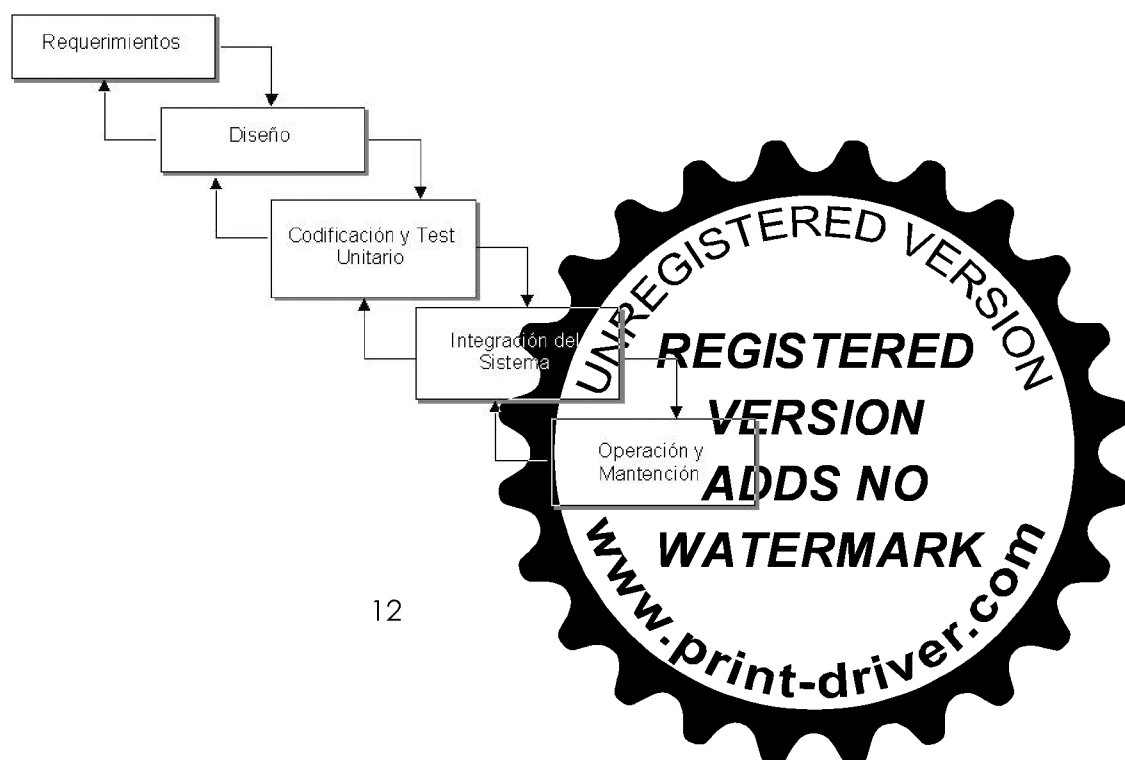 Requerimientos
Diseño
Codificación y Test
Unitario
Integración del
Sistema
Operación y
Mantención
12
UNREGISTERED VERSION
REGISTERED
VERSION
ADDS NO
WATERMARK
www.print-driver.com